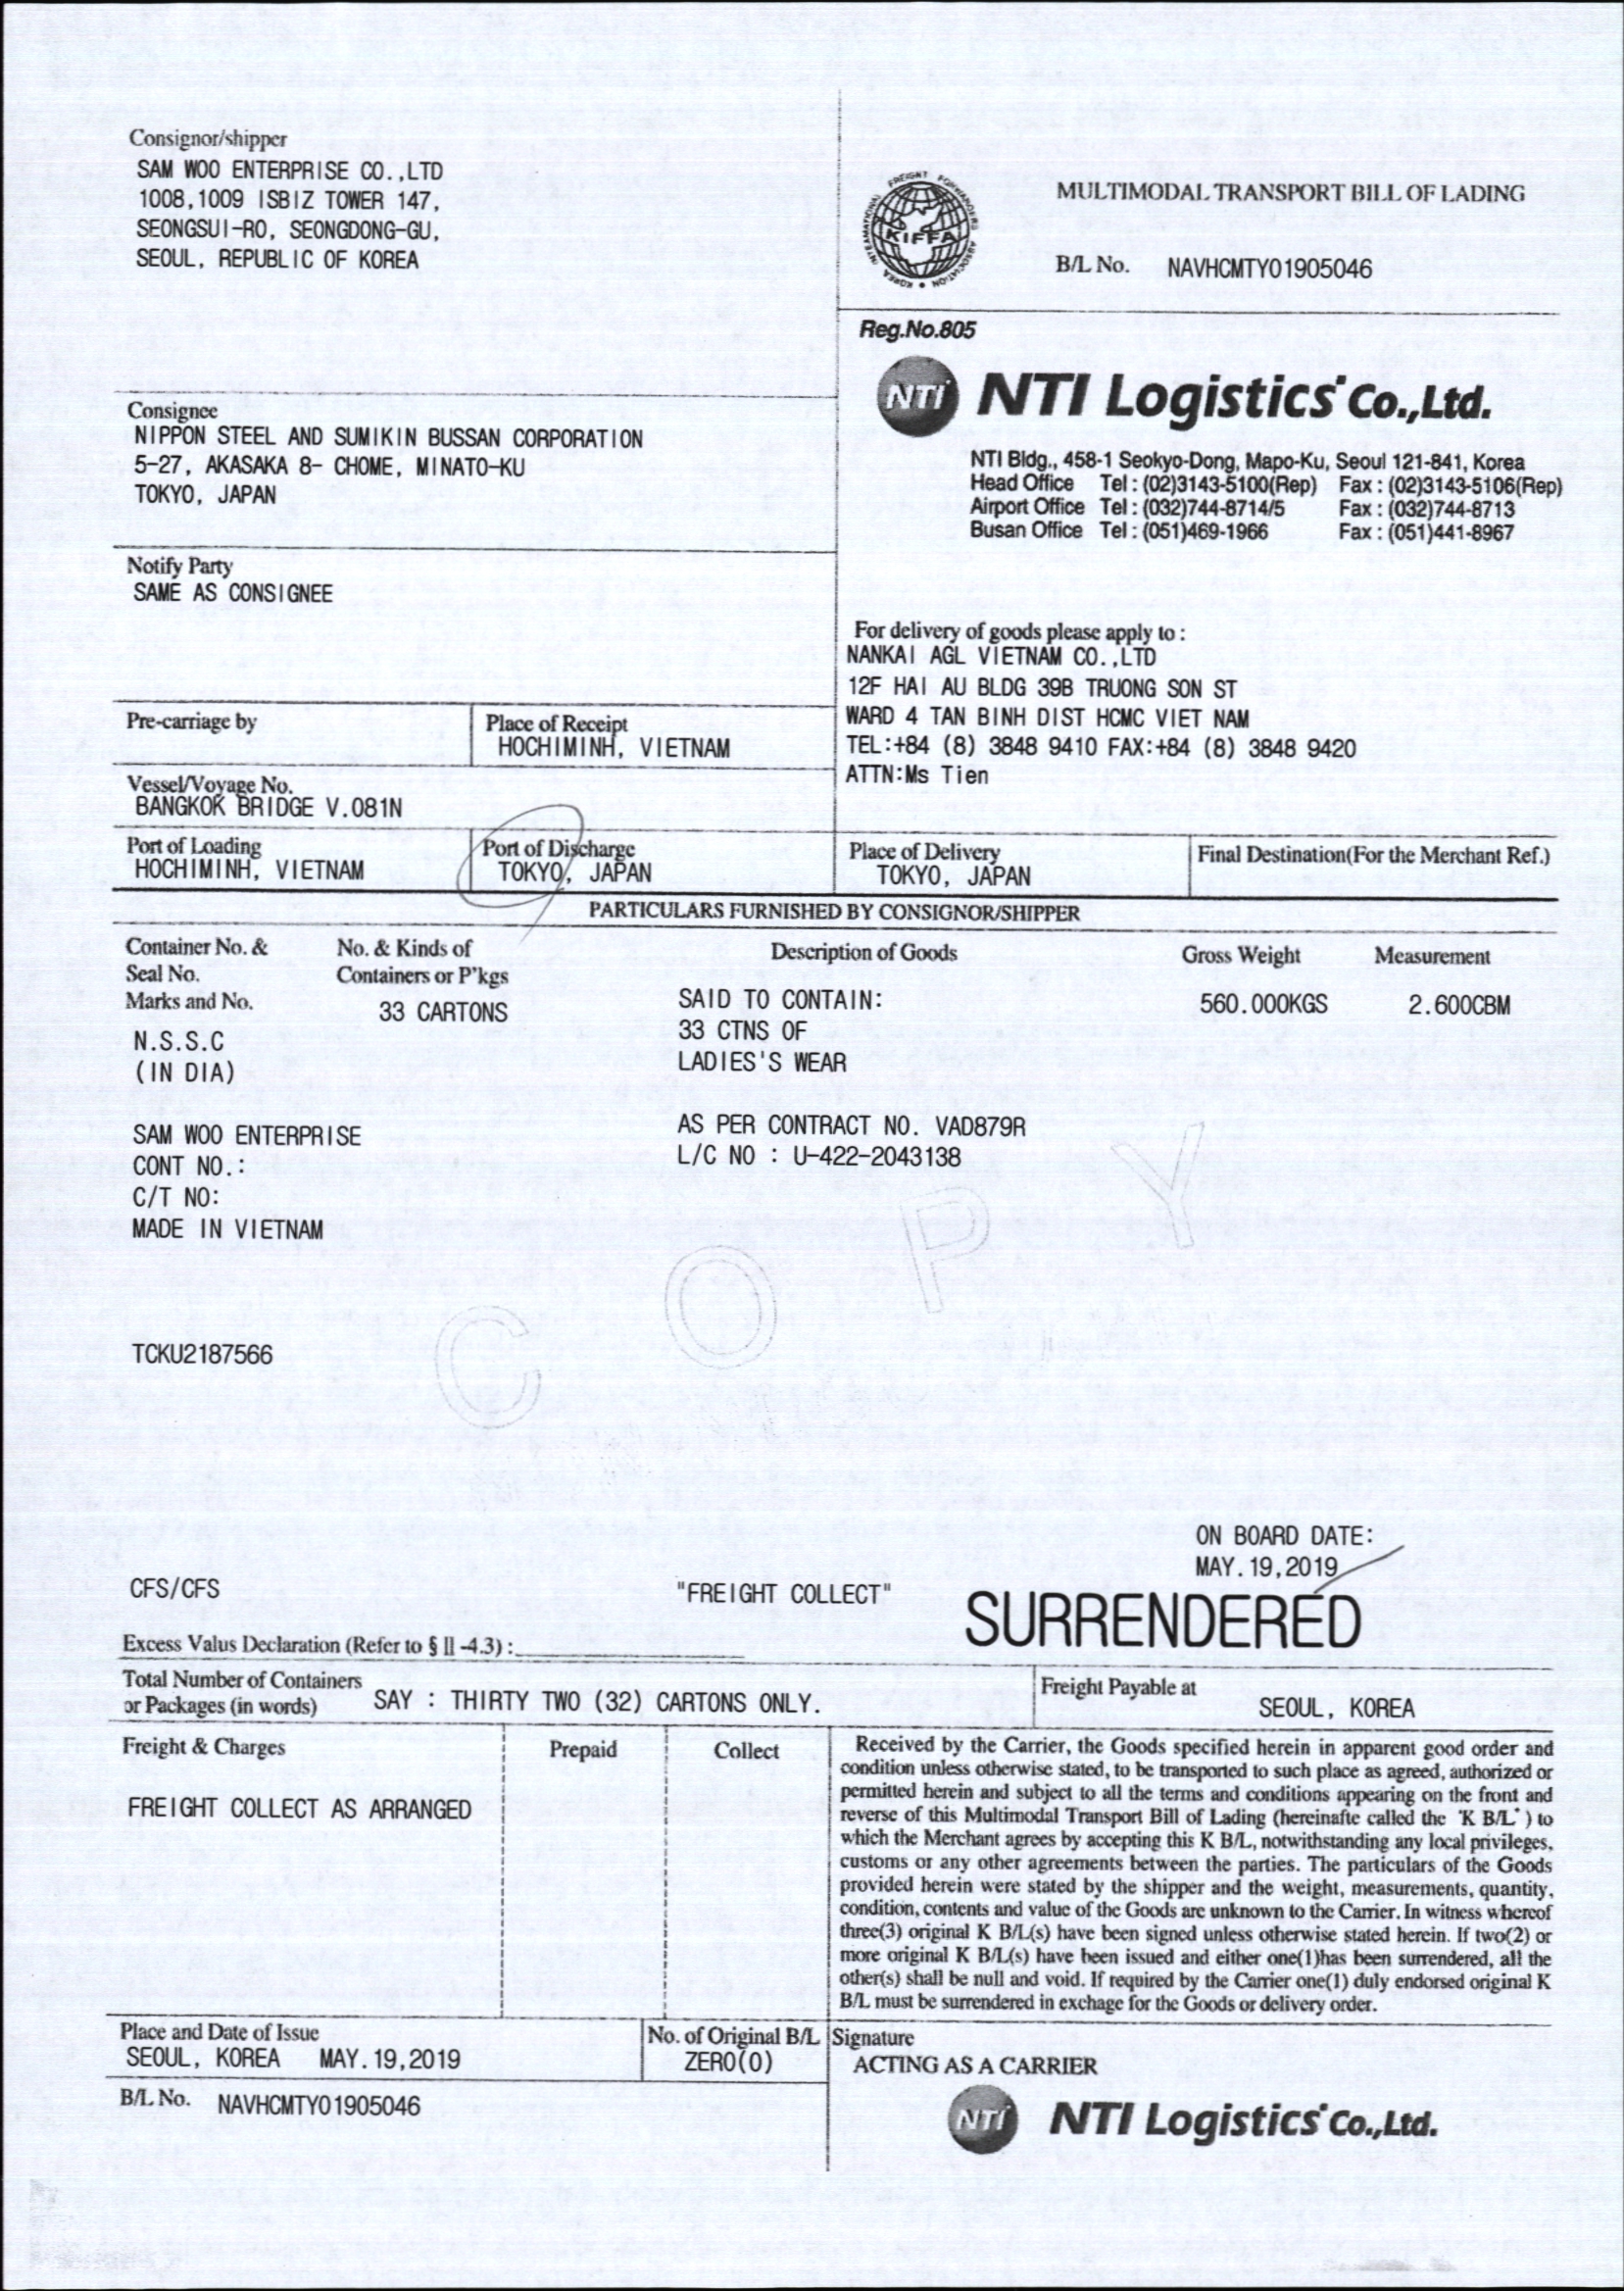 Consignor/shipper
SAM WOO ENTERPRISE CO.,LTD
1008,1009 ISBIZ TOWER 147,
SEONGSUI-RO, SEONGDONG-GU,
SEOUL, REPUBLIC OF KOREA
KOREA INTERNATIONAL FREIGHT FORWARDERS ASSOCIATION
KIFFA
MULTIMODAL TRANSPORT BILL OF LADING
B/L No. NAVHCMTY01905046
Reg.No.805
NTI NTI Logistics Co.,Ltd.
NTI Bldg., 458-1 Seokyo-Dong, Mapo-Ku, Seoul 121-841, Korea
Head Office Tel : (02)3143-5100(Rep) Fax : (02)3143-5106(Rep)
Airport Office Tel : (032)744-8714/5 Fax : (032)744-8713
Busan Office Tel : (051)469-1966 Fax : (051)441-8967
Consignee
NIPPON STEEL AND SUMIKIN BUSSAN CORPORATION
5-27, AKASAKA 8- CHOME, MINATO-KU
TOKYO, JAPAN
Notify Party
SAME AS CONSIGNEE
For delivery of goods please apply to :
NANKAI AGL VIETNAM CO.,LTD
12F HAI AU BLDG 39B TRUONG SON ST
WARD 4 TAN BINH DIST HCMC VIET NAM
TEL:+84 (8) 3848 9410 FAX:+84 (8) 3848 9420
ATTN:Ms Tien
Pre-carriage by
Place of Receipt
HOCHIMINH, VIETNAM
Vessel/Voyage No.
BANGKOK BRIDGE V.081N
Port of Loading
HOCHIMINH, VIETNAM
Port of Discharge
TOKYO, JAPAN
Place of Delivery
TOKYO, JAPAN
Final Destination(For the Merchant Ref.)
PARTICULARS FURNISHED BY CONSIGNOR/SHIPPER
Container No. &
Seal No.
Marks and No.
No. & Kinds of
Containers or P'kgs
Description of Goods
Gross Weight
Measurement
33 CARTONS
SAID TO CONTAIN:
33 CTNS OF
LADIES'S WEAR
560.000KGS
2.600CBM
N.S.S.C
(IN DIA)
AS PER CONTRACT NO. VAD879R
L/C NO : U-422-2043138
SAM WOO ENTERPRISE
CONT NO.:
C/T NO:
MADE IN VIETNAM
COPY
TCKU2187566
ON BOARD DATE:
MAY.19,2019
CFS/CFS
"FREIGHT COLLECT"
SURRENDERED
Excess Valus Declaration (Refer to § II -4.3) :
Total Number of Containers
or Packages (in words)
SAY : THIRTY TWO (32) CARTONS ONLY.
Freight Payable at
SEOUL, KOREA
Freight & Charges
Prepaid
Collect
FREIGHT COLLECT AS ARRANGED
Received by the Carrier, the Goods specified herein in apparent good order and
condition unless otherwise stated, to be transported to such place as agreed, authorized or
permitted herein and subject to all the terms and conditions appearing on the front and
reverse of this Multimodal Transport Bill of Lading (hereinafte called the "K B/L" ) to
which the Merchant agrees by accepting this K B/L, notwithstanding any local privileges,
customs or any other agreements between the parties. The particulars of the Goods
provided herein were stated by the shipper and the weight, measurements, quantity,
condition, contents and value of the Goods are unknown to the Carrier. In witness whereof
three(3) original K B/L(s) have been signed unless otherwise stated herein. If two(2) or
more original K B/L(s) have been issued and either one(1)has been surrendered, all the
other(s) shall be null and void. If required by the Carrier one(1) duly endorsed original K
B/L must be surrendered in exchage for the Goods or delivery order.
Place and Date of Issue
SEOUL, KOREA MAY.19,2019
No. of Original B/L
ZERO(0)
Signature
ACTING AS A CARRIER
B/L No. NAVHCMTY01905046
NTI NTI Logistics Co.,Ltd.